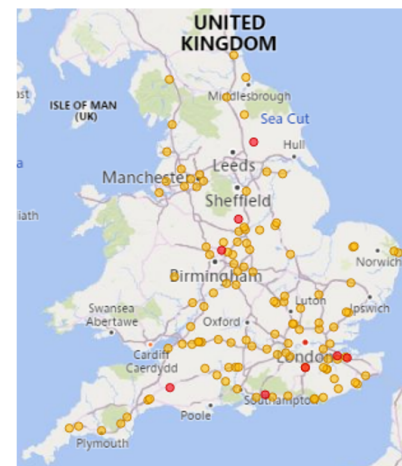 UNITED
KINGDOM
Middlesbrough
ISLE OF MAN
(UK)
Sea Cut
Hull
Leeds
Manchester
Sheffield
Norwich
Birmingham
Swansea
Abertawe
Luton
Ipswich
Oxford
Cardiff
Caerdydd
London
Southampton
Poole
Plymouth